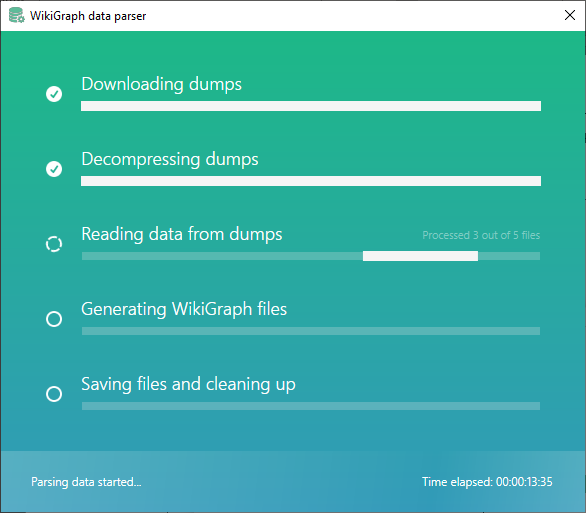 WikiGraph data parser
Downloading dumps
Decompressing dumps
Reading data from dumps
Processed 3 out of 5 files
Generating WikiGraph files
Saving files and cleaning up
Parsing data started...
Time elapsed: 00:00:13:35